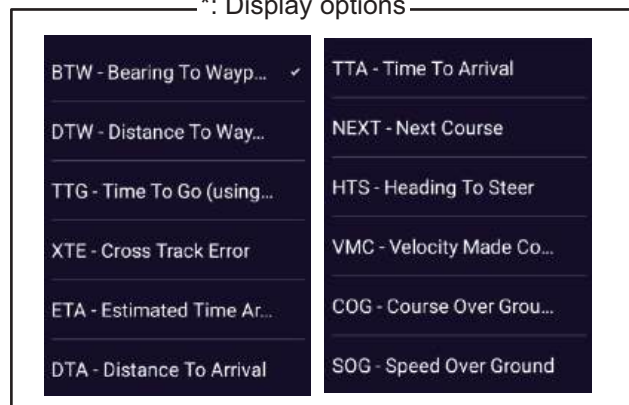 *: Display options
BTW - Bearing To Wayp...
DTW - Distance To Way...
TTG - Time To Go (using...
XTE - Cross Track Error
ETA - Estimated Time Ar...
DTA - Distance To Arrival
TTA - Time To Arrival
NEXT - Next Course
HTS - Heading To Steer
VMC - Velocity Made Co...
COG - Course Over Grou...
SOG - Speed Over Ground